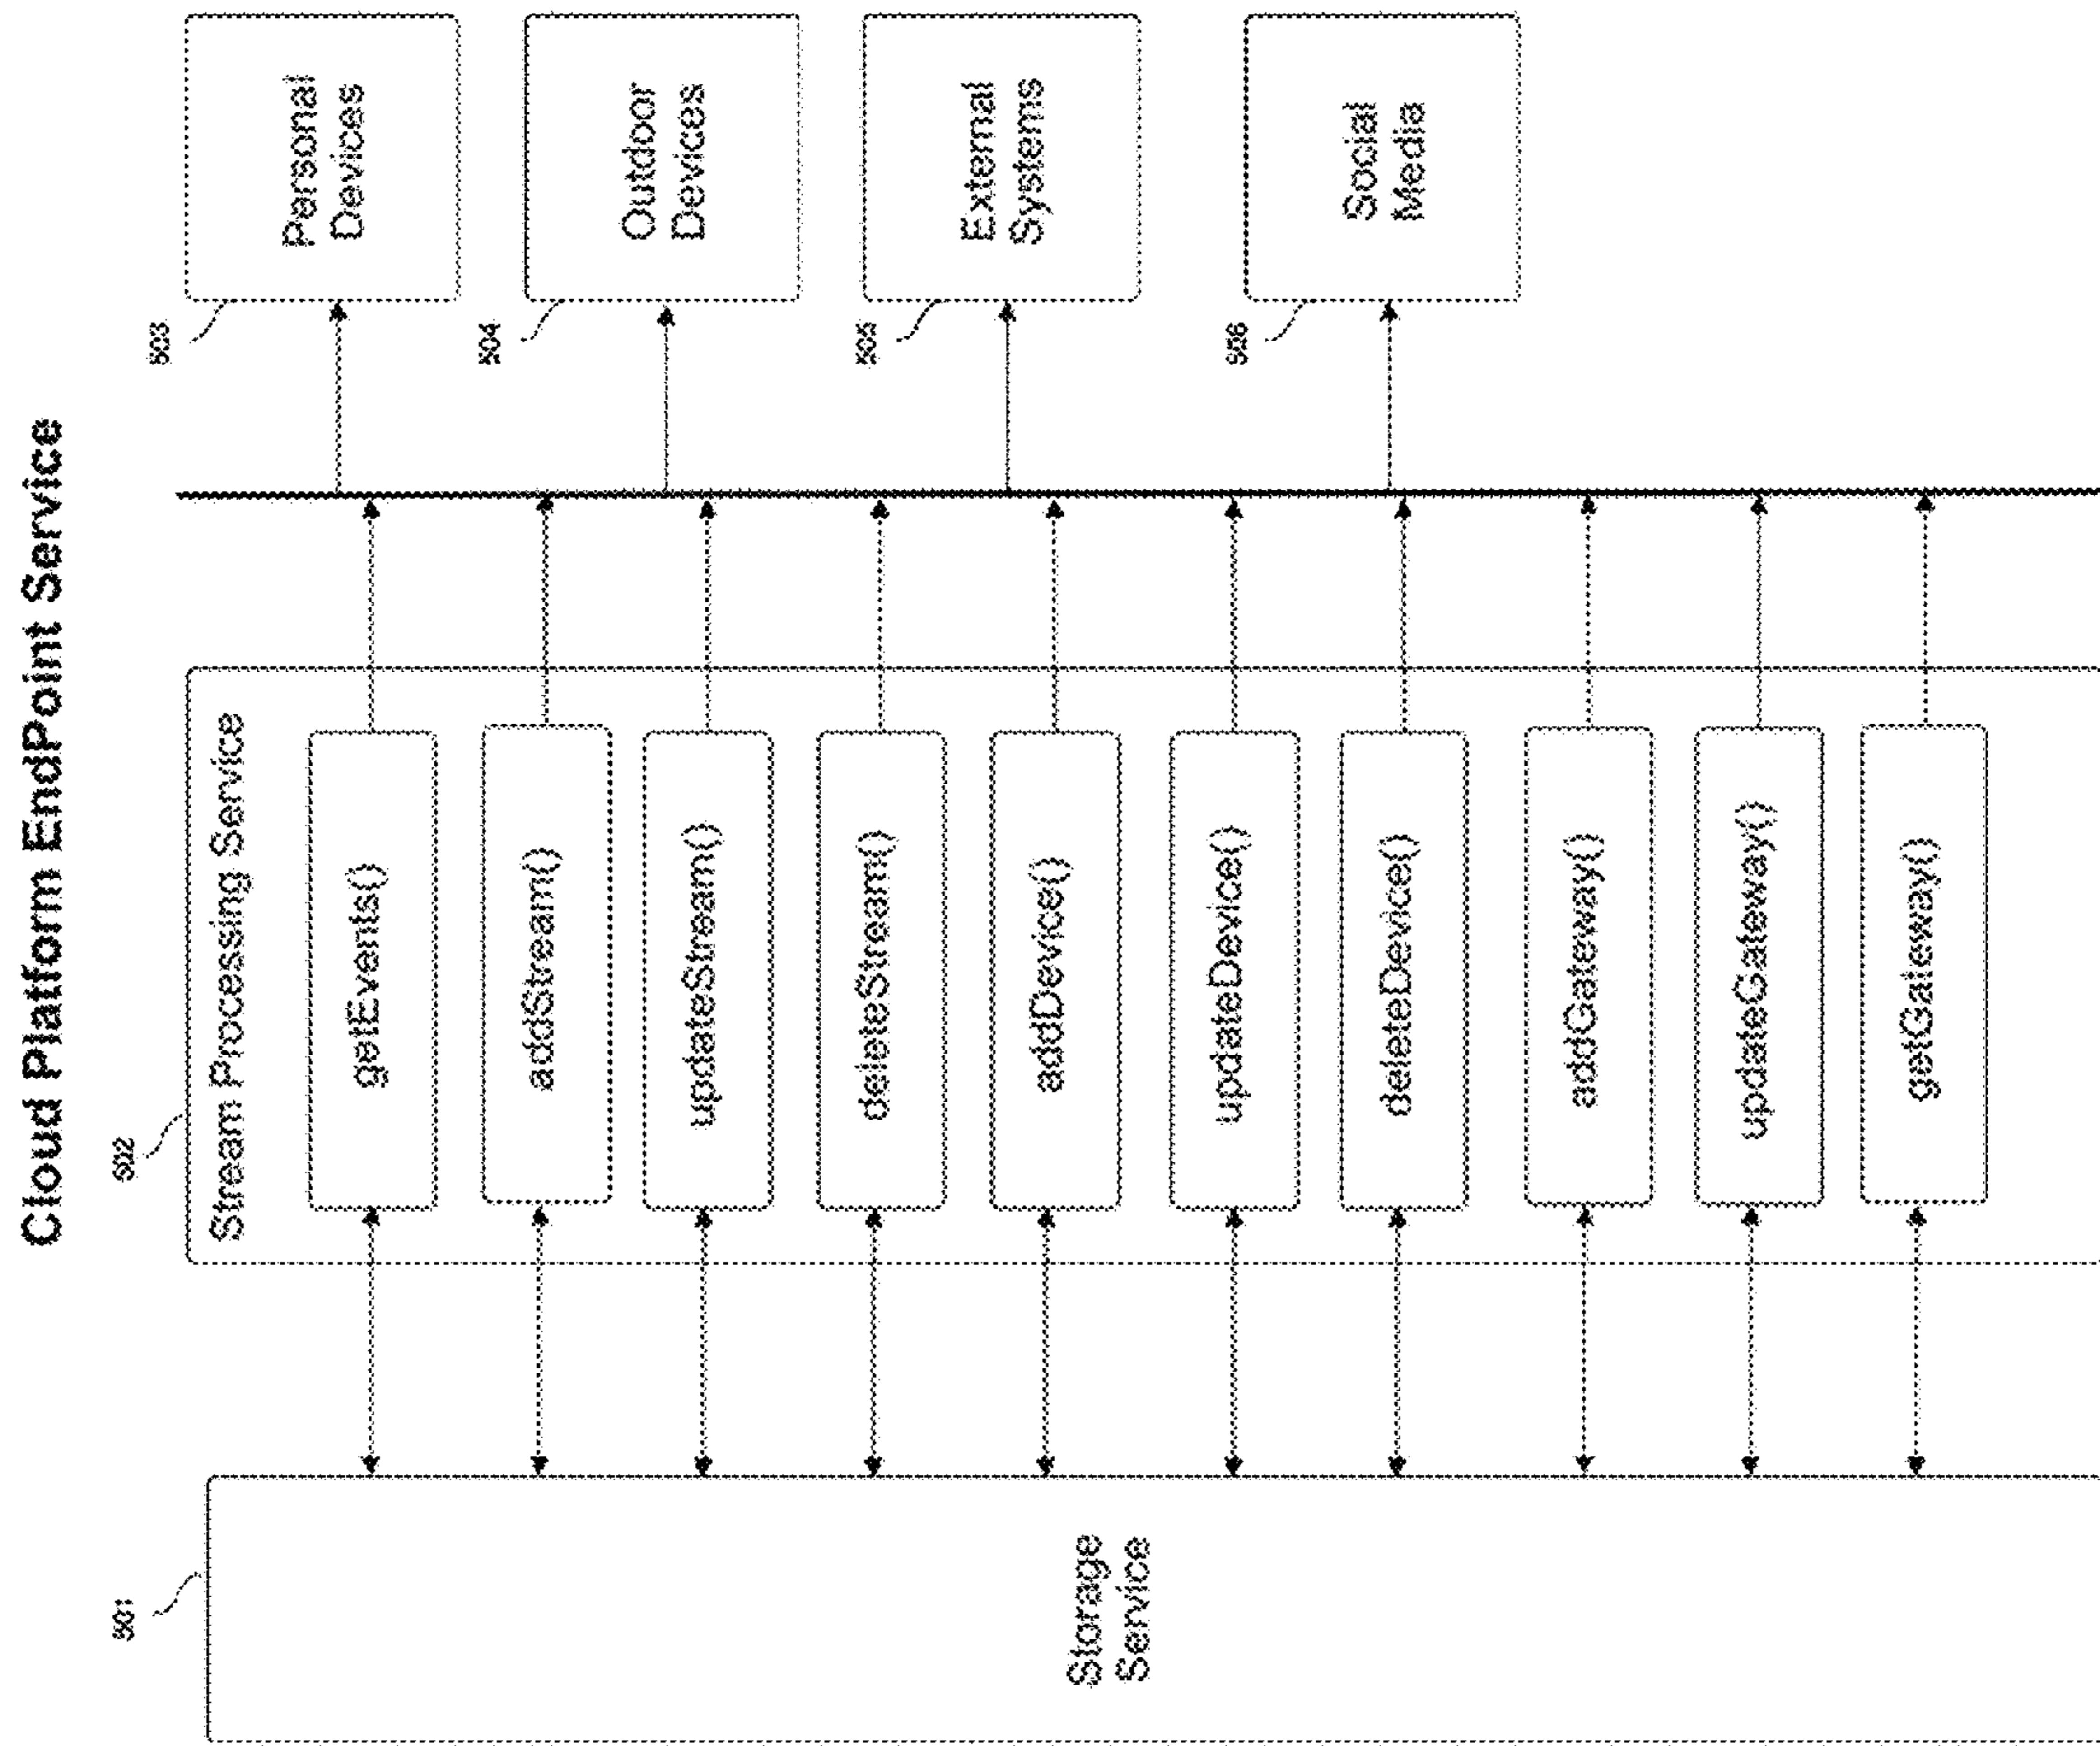 Cloud Platform EndPoint Service
501
Storage
Service
502
Stream Processing Service
getEvents()
addStream()
updateStream()
deleteStream()
addDevice()
updateDevice()
deleteDevice()
addGateway()
updateGateway()
getGateway()
503
Personal
Devices
504
Outdoor
Devices
505
External
Systems
506
Social
Media